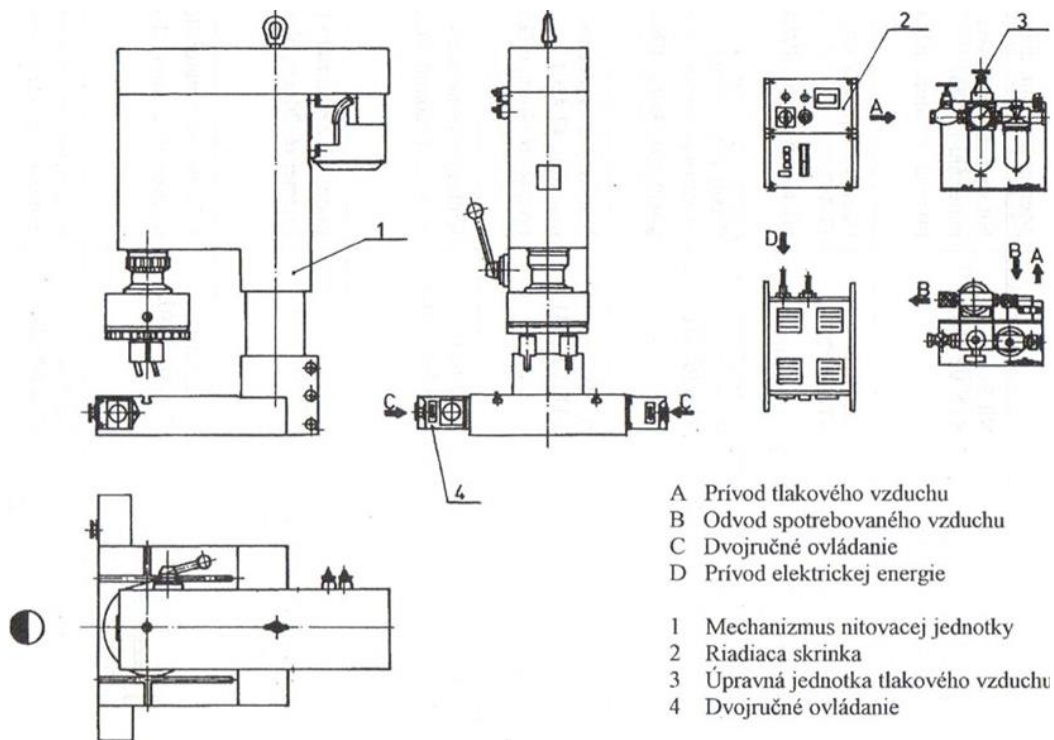 2
3
A
1
D
B
A
B
C
C
4
A Prívod tlakového vzduchu
B Odvod spotrebovaného vzduchu
C Dvojručné ovládanie
D Prívod elektrickej energie
1 Mechanizmus nitovacej jednotky
2 Riadiaca skrinka
3 Úpravná jednotka tlakového vzduchu
4 Dvojručné ovládanie